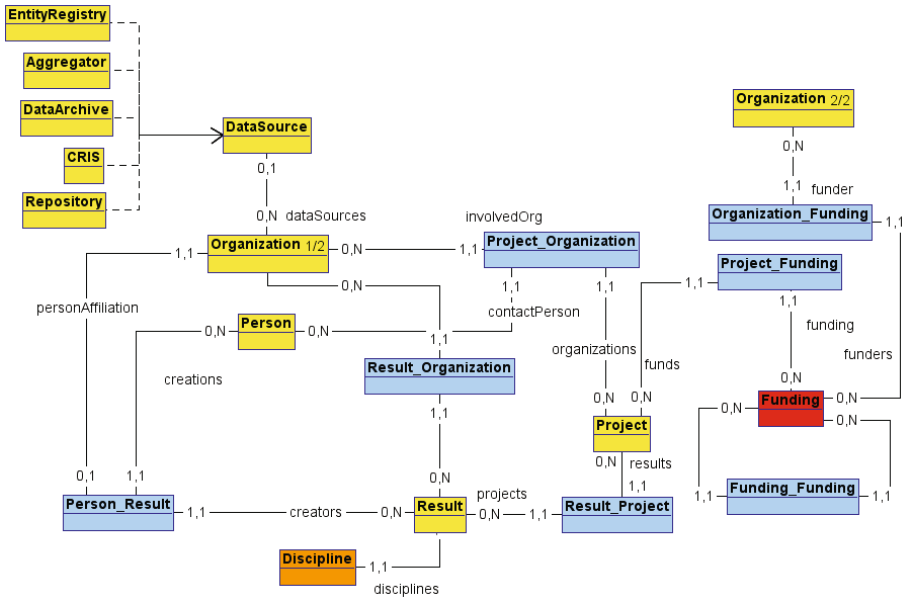 EntityRegistry
Aggregator
DataArchive
CRIS
Repository
DataSource
0,1
0,N dataSources
Organization 1/2
1,1
0,N
1,1
involvedOrg
Project_Organization
0,N
1,1
1,1
personAffiliation
contactPerson
Person
0,N
0,N
1,1
creations
Result_Organization
1,1
organizations
funds
0,N
0,N
Project
0,N
results
1,1
Organization 2/2
0,N
1,1
funder
Organization_Funding
1,1
Project_Funding
1,1
1,1
funding
funders
0,N
Funding
0,N
0,N
0,N
Funding_Funding
1,1
1,1
0,1
1,1
Person_Result
1,1
creators
0,N
0,N
Result
projects
0,N
1,1
Result_Project
Discipline
1,1
disciplines